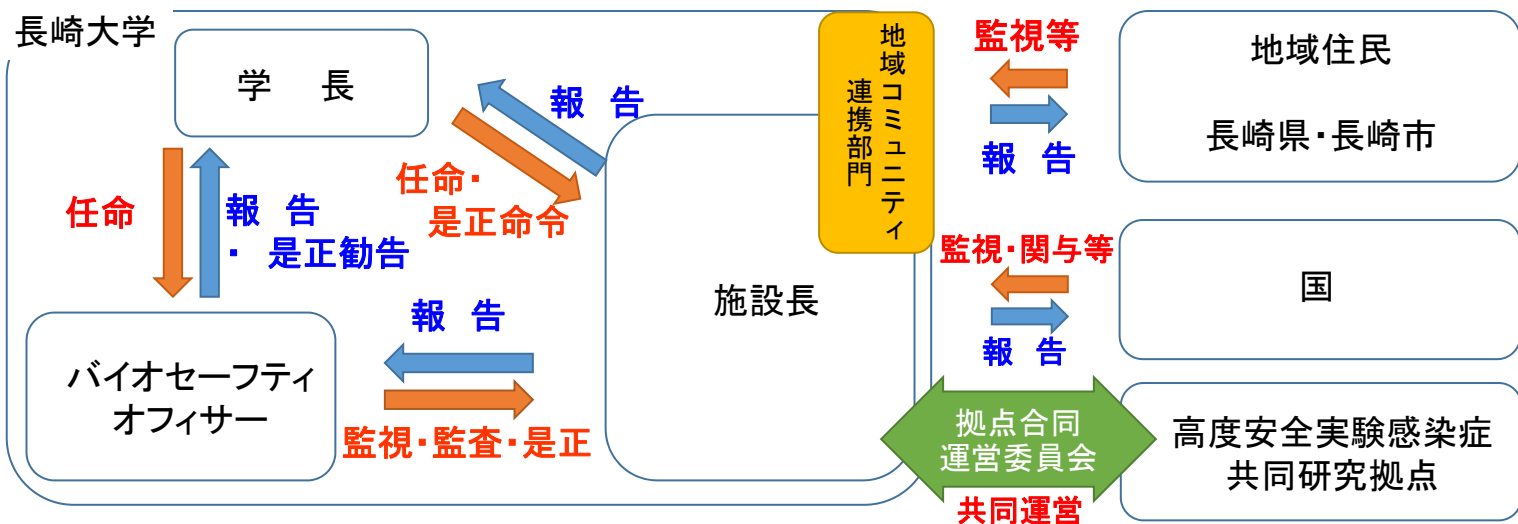 長崎大学
学　長
報 告
任命・
是正命令
任命
報 告
・ 是正勧告
バイオセーフティ
オフィサー
報 告
監視・監査・是正
施設長
地域コミュニティ
連携部門
監視等
報 告
地域住民
長崎県・長崎市
監視・関与等
報 告
国
拠点合同
運営委員会
共同運営
高度安全実験感染症
共同研究拠点